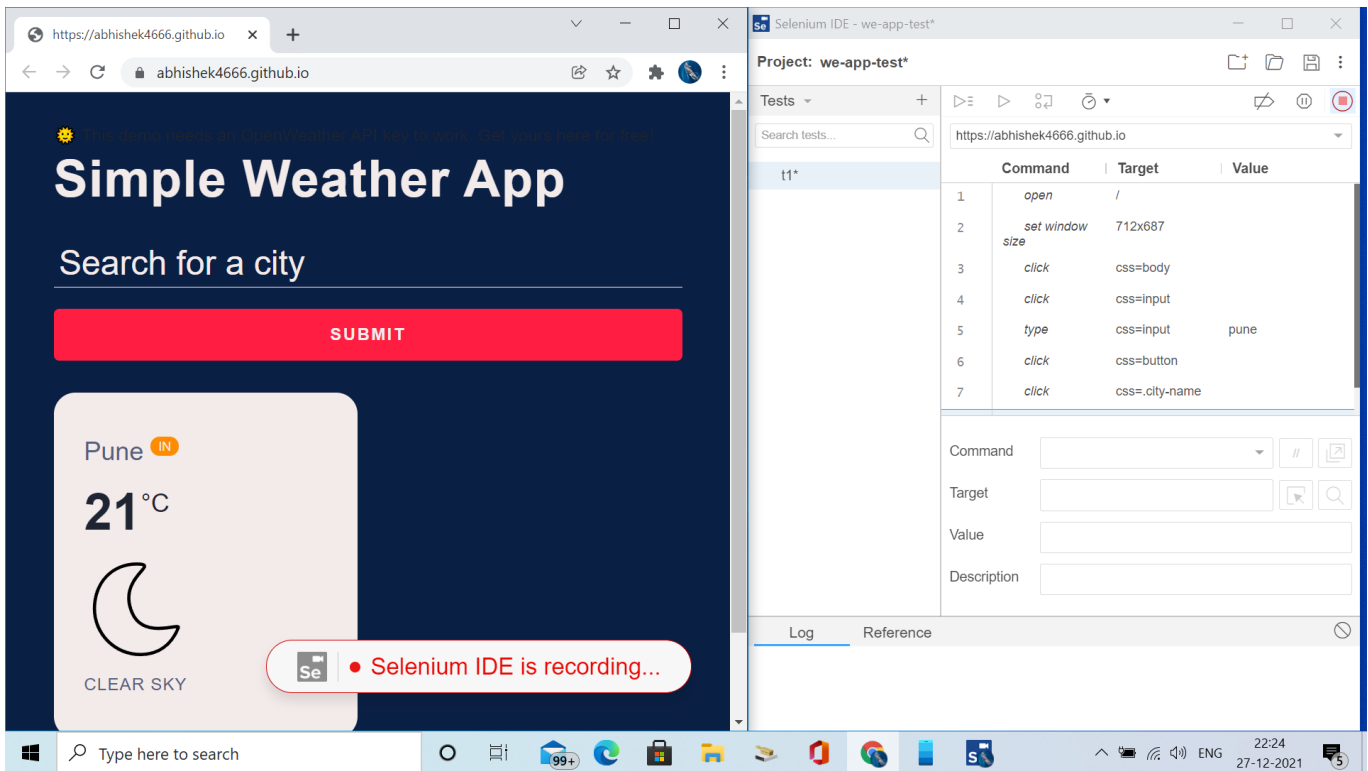 https://abhishek4666.github.io
abhishek4666.github.io
This demo needs an OpenWeather API key to work. Get yours here for free!
Simple Weather App
Search for a city
SUBMIT
Pune IN
21°C
CLEAR SKY
Se Selenium IDE is recording...
Se Selenium IDE - we-app-test*
Project: we-app-test*
Tests
Search tests...
t1*
https://abhishek4666.github.io
Command Target Value
1 open /
2 set window size 712x687
3 click css=body
4 click css=input
5 type css=input pune
6 click css=button
7 click css=.city-name
Command //
Target
Value
Description
Log Reference
Type here to search
99+
S
ENG
22:24
27-12-2021
5